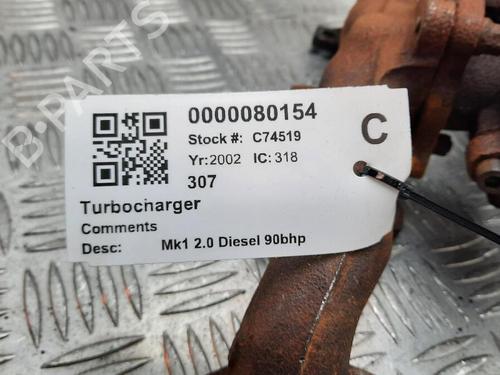 B-PARTS
0000080154
Stock #: C74519
C
Yr:2002 IC: 318
307
Turbocharger
Comments
Desc: Mk1 2.0 Diesel 90bhp